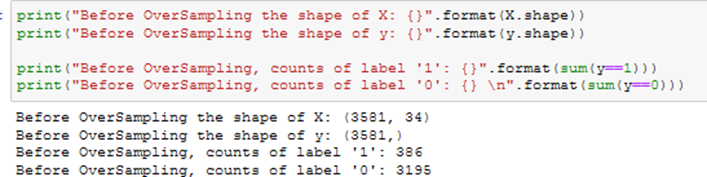 print("Before OverSampling the shape of X: {}".format(X.shape))
print("Before OverSampling the shape of y: {}".format(y.shape))
print("Before OverSampling, counts of label '1': {}".format(sum(y==1)))
print("Before OverSampling, counts of label '0': {} \n".format(sum(y==0)))
Before OverSampling the shape of X: (3581, 34)
Before OverSampling the shape of y: (3581,)
Before OverSampling, counts of label '1': 386
Before OverSampling, counts of label '0': 3195